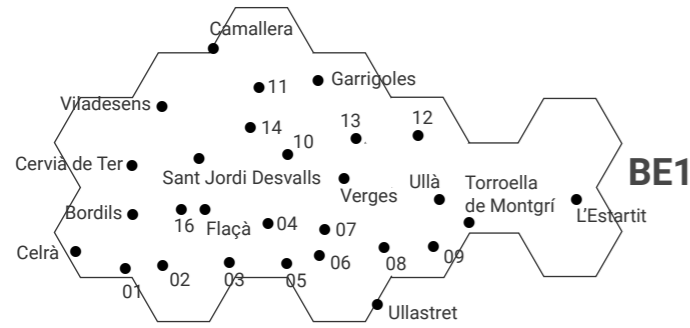 Camallera
Garrigoles
11
Viladesens
14
13
12
10
Cervià de Ter
Sant Jordi Desvalls
BE1
Verges
Ullà
Torroella
de Montgrí
L'Estartit
Bordils
16
Flaçà
04
07
Celrà
01
02
03
05
06
08
09
Ullastret